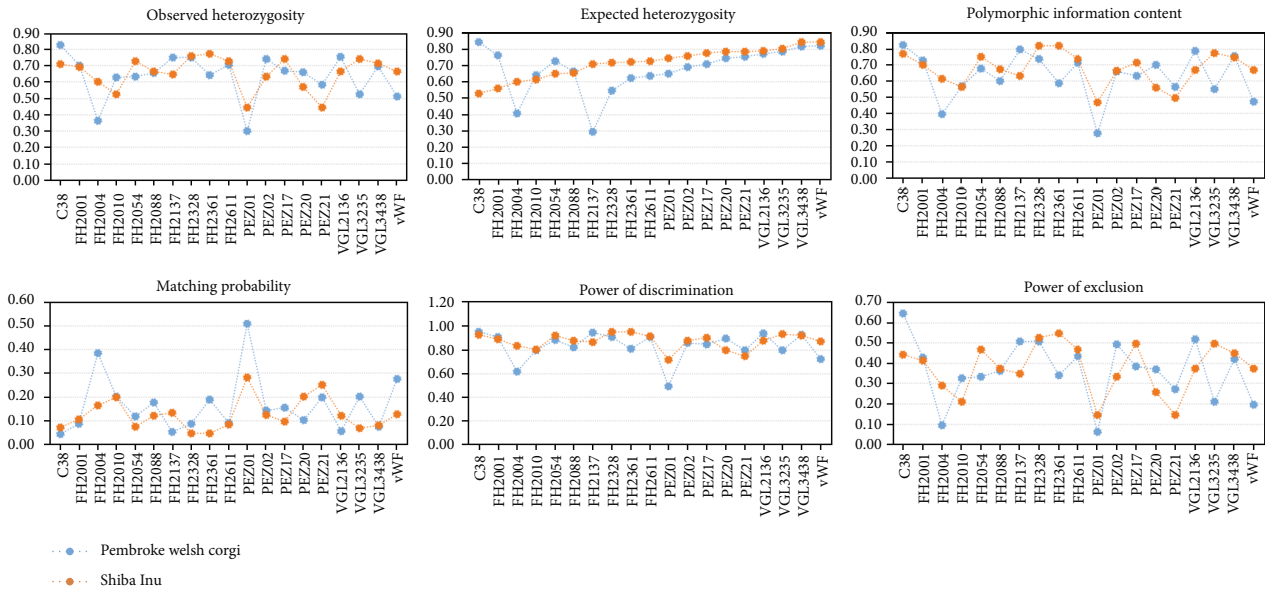 Observed heterozygosity
0.90
0.80
0.70
0.60
0.50
0.40
0.30
0.20
0.10
0.00
C38
FH2001
FH2004
FH2010
FH2054
FH2088
FH2137
FH2328
FH2361
FH2611
PEZ01
PEZ02
PEZ17
PEZ20
PEZ21
VGL2136
VGL3235
VGL3438
vWF
Expected heterozygosity
0.90
0.80
0.70
0.60
0.50
0.40
0.30
0.20
0.10
0.00
C38
FH2001
FH2004
FH2010
FH2054
FH2088
FH2137
FH2328
FH2361
FH2611
PEZ01
PEZ02
PEZ17
PEZ20
PEZ21
VGL2136
VGL3235
VGL3438
vWF
Polymorphic information content
0.90
0.80
0.70
0.60
0.50
0.40
0.30
0.20
0.10
0.00
C38
FH2001
FH2004
FH2010
FH2054
FH2088
FH2137
FH2328
FH2361
FH2611
PEZ01
PEZ02
PEZ17
PEZ20
PEZ21
VGL2136
VGL3235
VGL3438
vWF
Matching probability
0.60
0.50
0.40
0.30
0.20
0.10
0.00
C38
FH2001
FH2004
FH2010
FH2054
FH2088
FH2137
FH2328
FH2361
FH2611
PEZ01
PEZ02
PEZ17
PEZ20
PEZ21
VGL2136
VGL3235
VGL3438
vWF
Power of discrimination
1.20
1.00
0.80
0.60
0.40
0.20
0.00
C38
FH2001
FH2004
FH2010
FH2054
FH2088
FH2137
FH2328
FH2361
FH2611
PEZ01
PEZ02
PEZ17
PEZ20
PEZ21
VGL2136
VGL3235
VGL3438
vWF
Power of exclusion
0.70
0.60
0.50
0.40
0.30
0.20
0.10
0.00
C38
FH2001
FH2004
FH2010
FH2054
FH2088
FH2137
FH2328
FH2361
FH2611
PEZ01
PEZ02
PEZ17
PEZ20
PEZ21
VGL2136
VGL3235
VGL3438
vWF
Pembroke welsh corgi
Shiba Inu